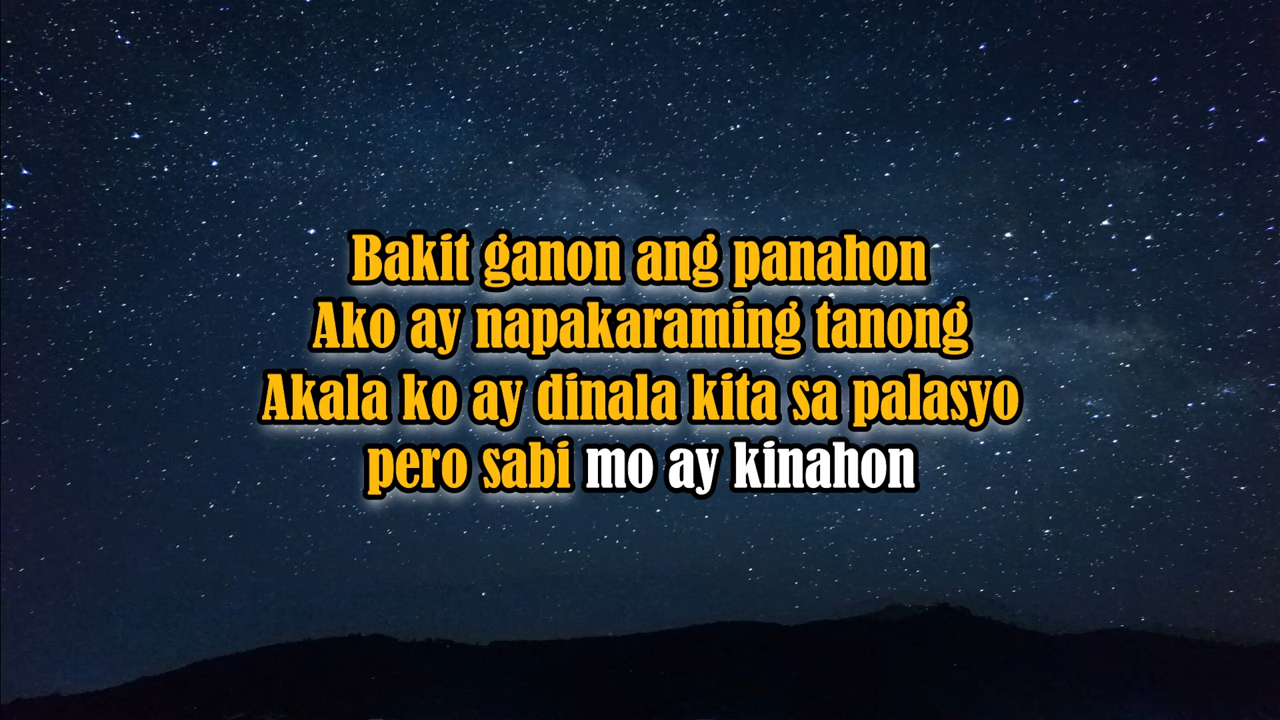 Bakit ganon ang panahon
Ako ay napakaraming tanong
Akala ko ay dinala kita sa palasyo
pero sabi mo ay kinahon